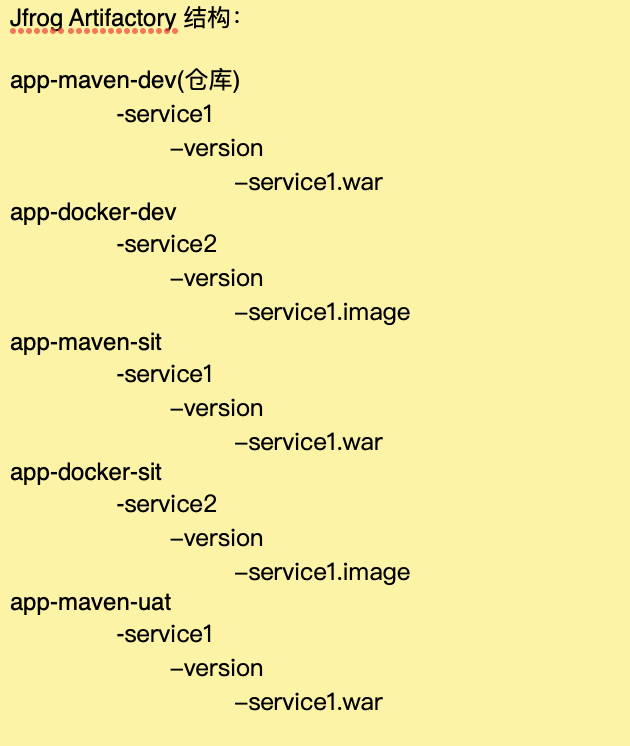 Jfrog Artifactory 结构：
app-maven-dev(仓库)
-service1
–version
–service1.war
app-docker-dev
-service2
–version
–service1.image
app-maven-sit
-service1
–version
–service1.war
app-docker-sit
-service2
–version
–service1.image
app-maven-uat
-service1
–version
–service1.war